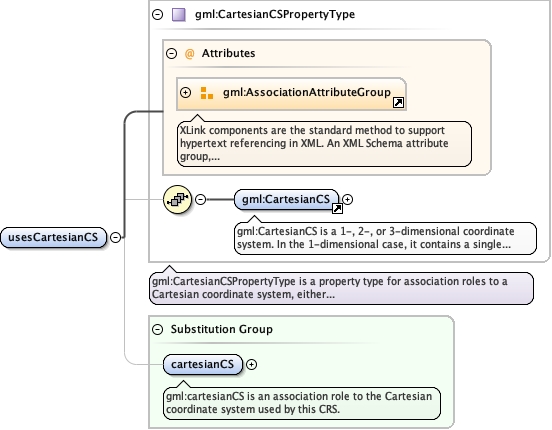 gml:CartesianCSPropertyType
@ Attributes
gml:AssociationAttributeGroup
XLink components are the standard method to support
hypertext referencing in XML. An XML Schema attribute
group,...
gml:CartesianCS
gml:CartesianCS is a 1-, 2-, or 3-dimensional coordinate
system. In the 1-dimensional case, it contains a single...
usesCartesianCS
gml:CartesianCSPropertyType is a property type for association roles to a
Cartesian coordinate system, either...
Substitution Group
cartesianCS
gml:cartesianCS is an association role to the Cartesian
coordinate system used by this CRS.